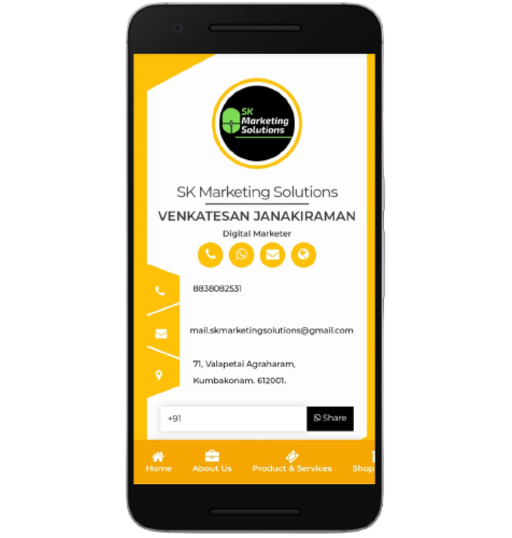 SK
Marketing
Solutions
SK Marketing Solutions
VENKATESAN JANAKIRAMAN
Digital Marketer
8838082531
mail.skmarketingsolutions@gmail.com
71, Valapetai Agraharam,
Kumbakonam. 612001.
+91
Share
Home About Us Product & Services Shop